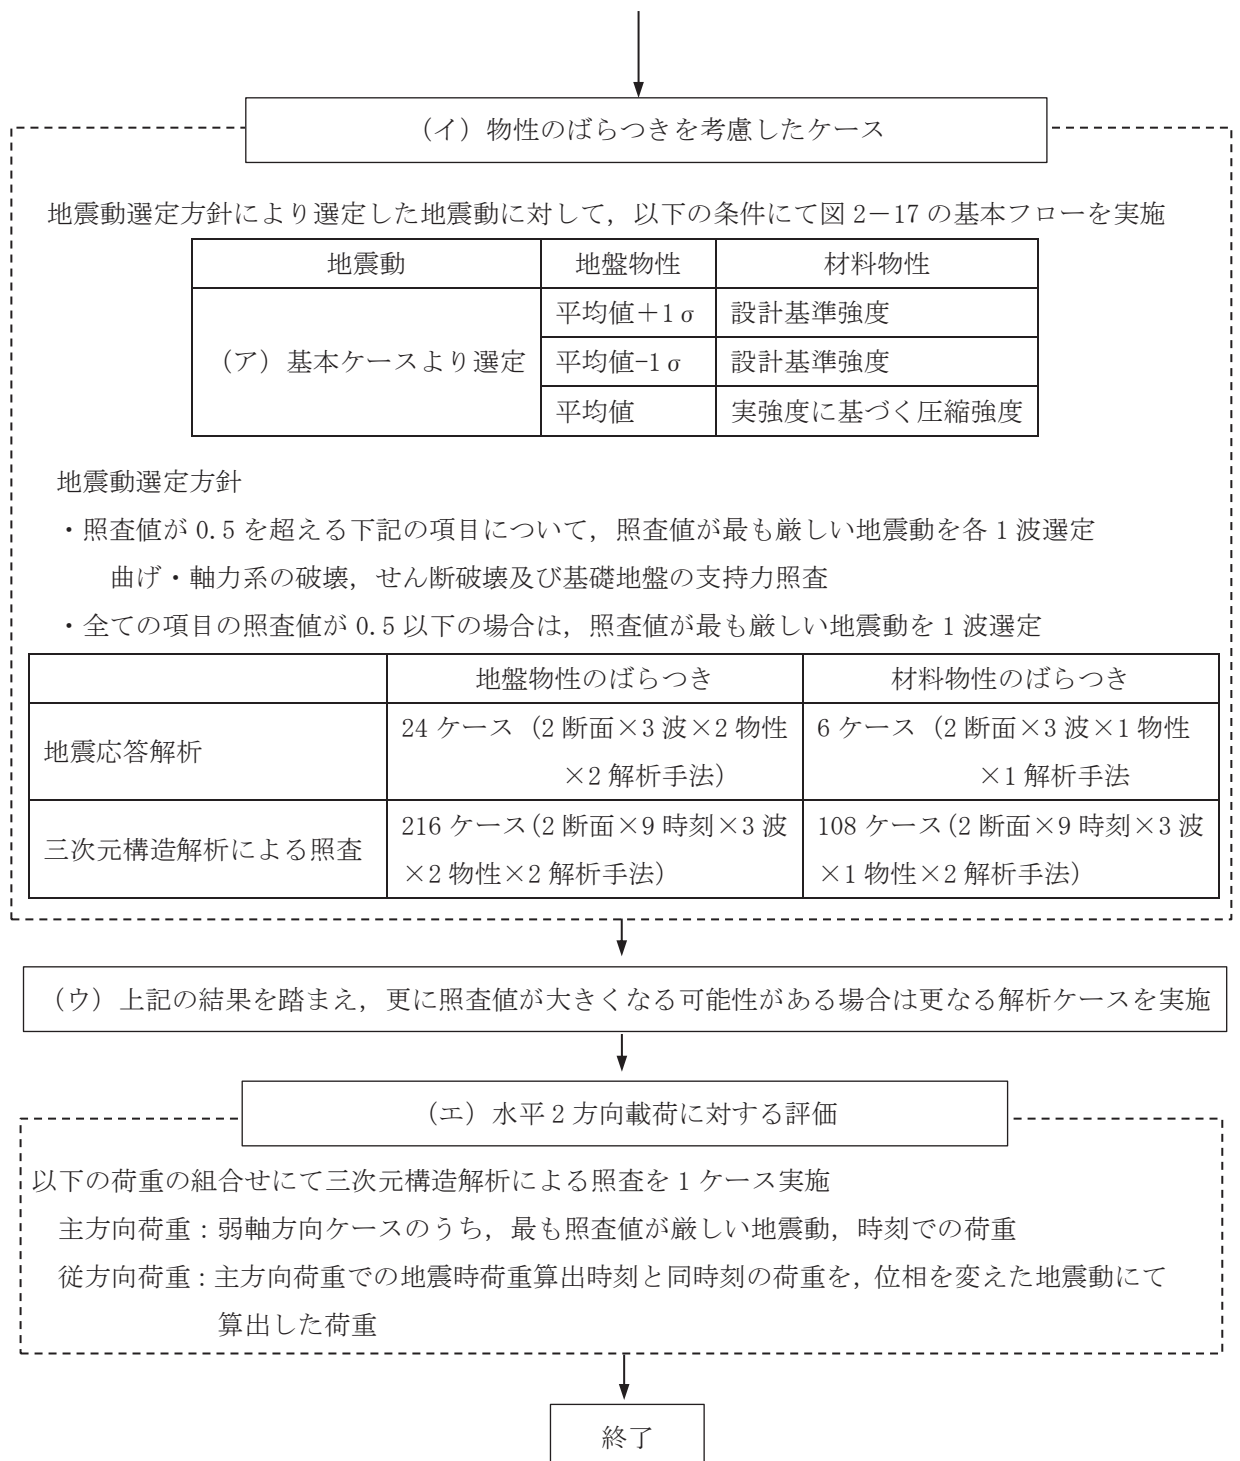 （イ）物性のばらつきを考慮したケース
地震動選定方針により選定した地震動に対して，以下の条件にて図 2－17 の基本フローを実施
地震動 地盤物性 材料物性
（ア）基本ケースより選定 平均値＋1σ 設計基準強度
平均値-1σ 設計基準強度
平均値 実強度に基づく圧縮強度
地震動選定方針
・照査値が 0.5 を超える下記の項目について，照査値が最も厳しい地震動を各 1 波選定
曲げ・軸力系の破壊，せん断破壊及び基礎地盤の支持力照査
・全ての項目の照査値が 0.5 以下の場合は，照査値が最も厳しい地震動を 1 波選定
地盤物性のばらつき 材料物性のばらつき
地震応答解析
24 ケース（2 断面×3 波×2 物性
×2 解析手法）
6 ケース（2 断面×3 波×1 物性
×1 解析手法
三次元構造解析による照査
216 ケース（2 断面×9 時刻×3 波
×2 物性×2 解析手法）
108 ケース（2 断面×9 時刻×3 波
×1 物性×2 解析手法）
（ウ）上記の結果を踏まえ，更に照査値が大きくなる可能性がある場合は更なる解析ケースを実施
（エ）水平 2 方向載荷に対する評価
以下の荷重の組合せにて三次元構造解析による照査を 1 ケース実施
主方向荷重：弱軸方向ケースのうち，最も照査値が厳しい地震動，時刻での荷重
従方向荷重：主方向荷重での地震時荷重算出時刻と同時刻の荷重を，位相を変えた地震動にて
算出した荷重
終了